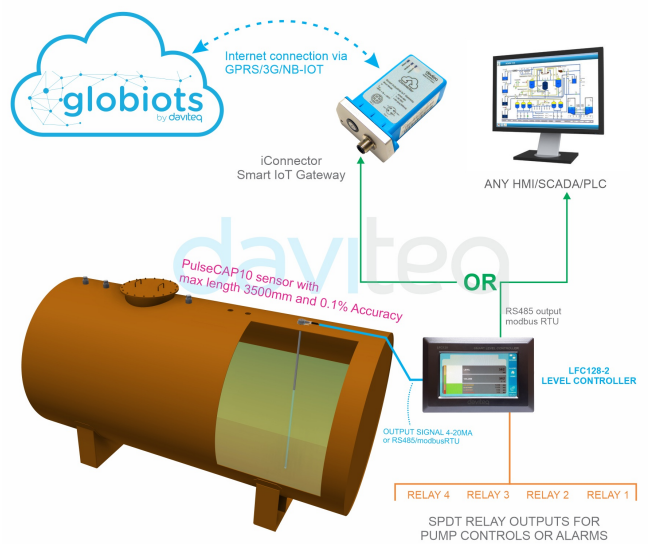 globiots
by daviteq
Internet connection via
GPRS/3G/NB-IOT
iConnector
Smart IoT Gateway
ANY HMI/SCADA/PLC
daviteq
PulseCAP10 sensor with
max length 3500mm and 0.1% Accuracy
OR
RS485 output
modbus RTU
LFC128-2
LEVEL CONTROLLER
OUTPUT SIGNAL 4-20MA
or RS485/modbusRTU
RELAY 4 RELAY 3 RELAY 2 RELAY 1
SPDT RELAY OUTPUTS FOR
PUMP CONTROLS OR ALARMS